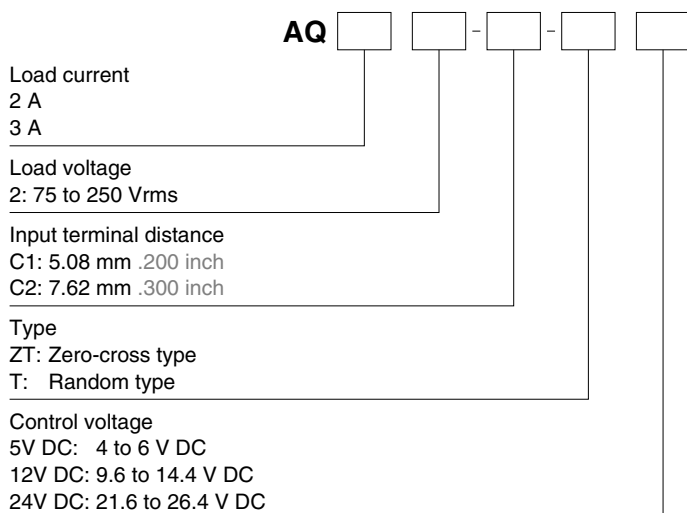 AQ - -
Load current
2 A
3 A
Load voltage
2: 75 to 250 Vrms
Input terminal distance
C1: 5.08 mm .200 inch
C2: 7.62 mm .300 inch
Type
ZT: Zero-cross type
T: Random type
Control voltage
5V DC: 4 to 6 V DC
12V DC: 9.6 to 14.4 V DC
24V DC: 21.6 to 26.4 V DC